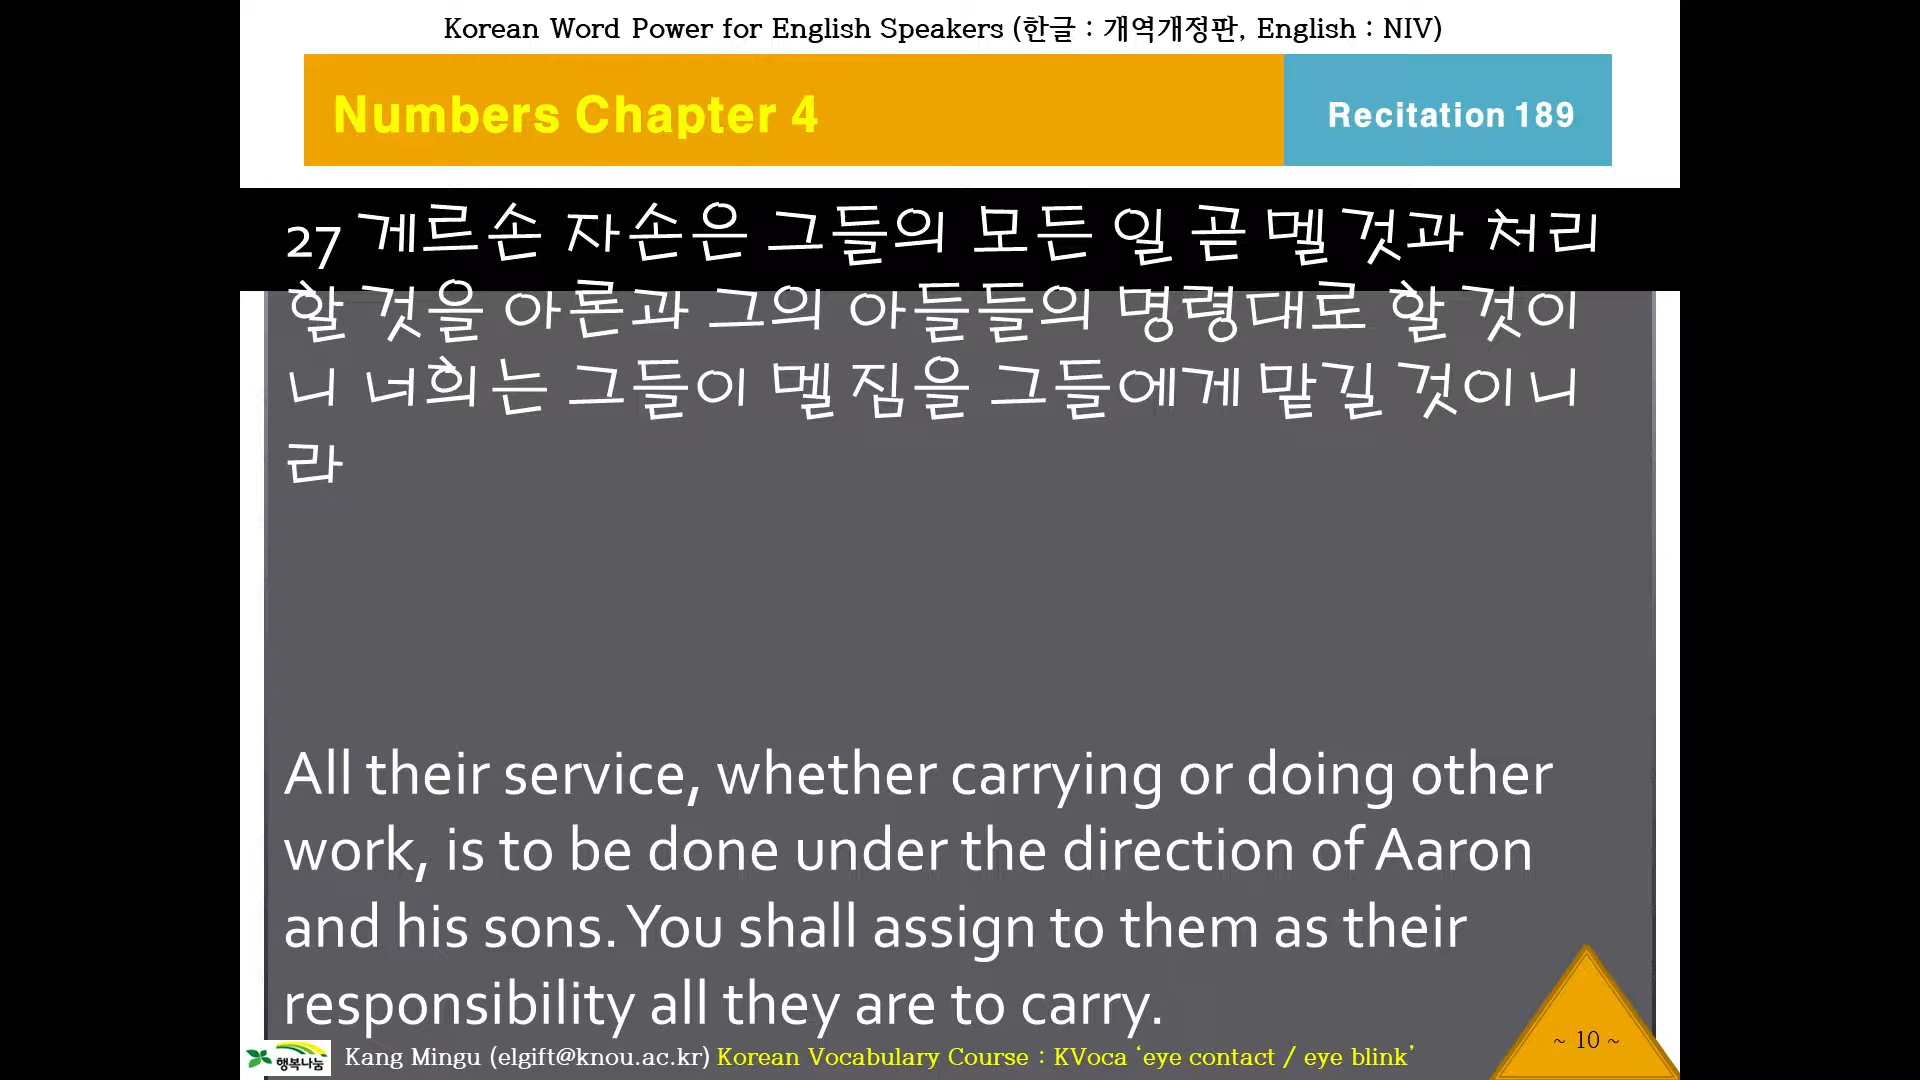 Korean Word Power for English Speakers (한글 : 개역개정판, English : NIV)
Numbers Chapter 4
Recitation 189
27 게르손 자손은 그들의 모든 일 곧 멜 것과 처리
할 것을 아론과 그의 아들들의 명령대로 할 것이
니 너희는 그들이 멜 짐을 그들에게 맡길 것이니
라
All their service, whether carrying or doing other
work, is to be done under the direction of Aaron
and his sons. You shall assign to them as their
responsibility all they are to carry.
행복나눔 Kang Mingu (elgift@knou.ac.kr) Korean Vocabulary Course : KVoca ‘eye contact / eye blink’
~ 10 ~